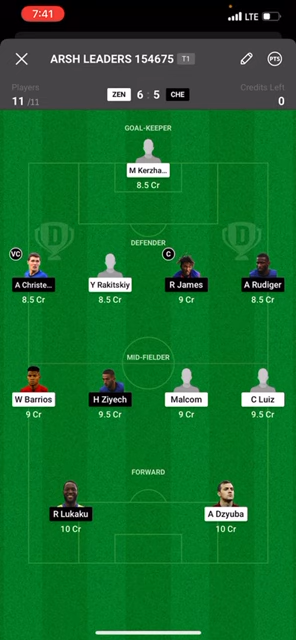 7:41
LTE
ARSH LEADERS 154675 T1
PTS
Players
Credits Left
11/11
ZEN 6:5 CHE
0
GOAL-KEEPER
M Kerzha...
8.5 Cr
D D
DEFENDER
VC
C
A Christe... Y Rakitskiy R James A Rudiger
8.5 Cr 8.5 Cr 9 Cr 8.5 Cr
MID-FIELDER
W Barrios H Ziyech Malcom C Luiz
9 Cr 9.5 Cr 9 Cr 9.5 Cr
FORWARD
R Lukaku A Dzyuba
10 Cr 10 Cr